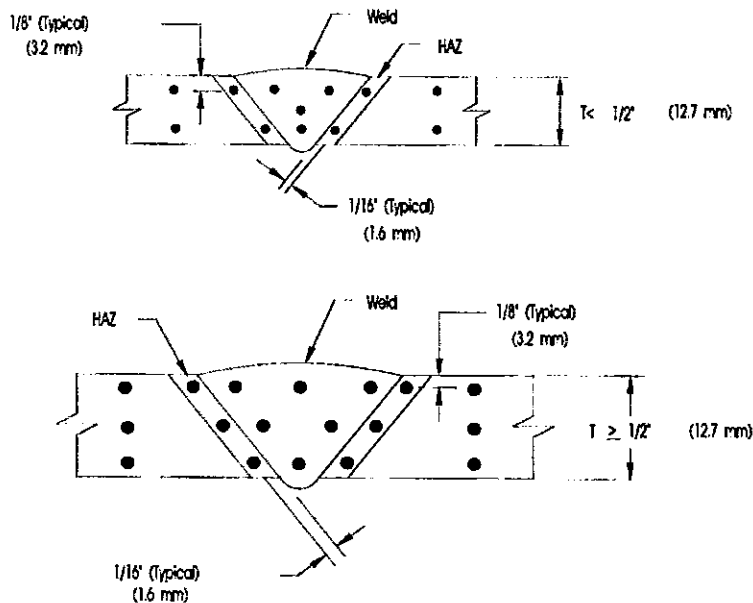 1/8" (Typical)
(3.2 mm)
Weld
HAZ
T< 1/2" (12.7 mm)
1/16" (Typical)
(1.6 mm)
HAZ
Weld
1/8" (Typical)
(3.2 mm)
T ≥ 1/2" (12.7 mm)
1/16" (Typical)
(1.6 mm)